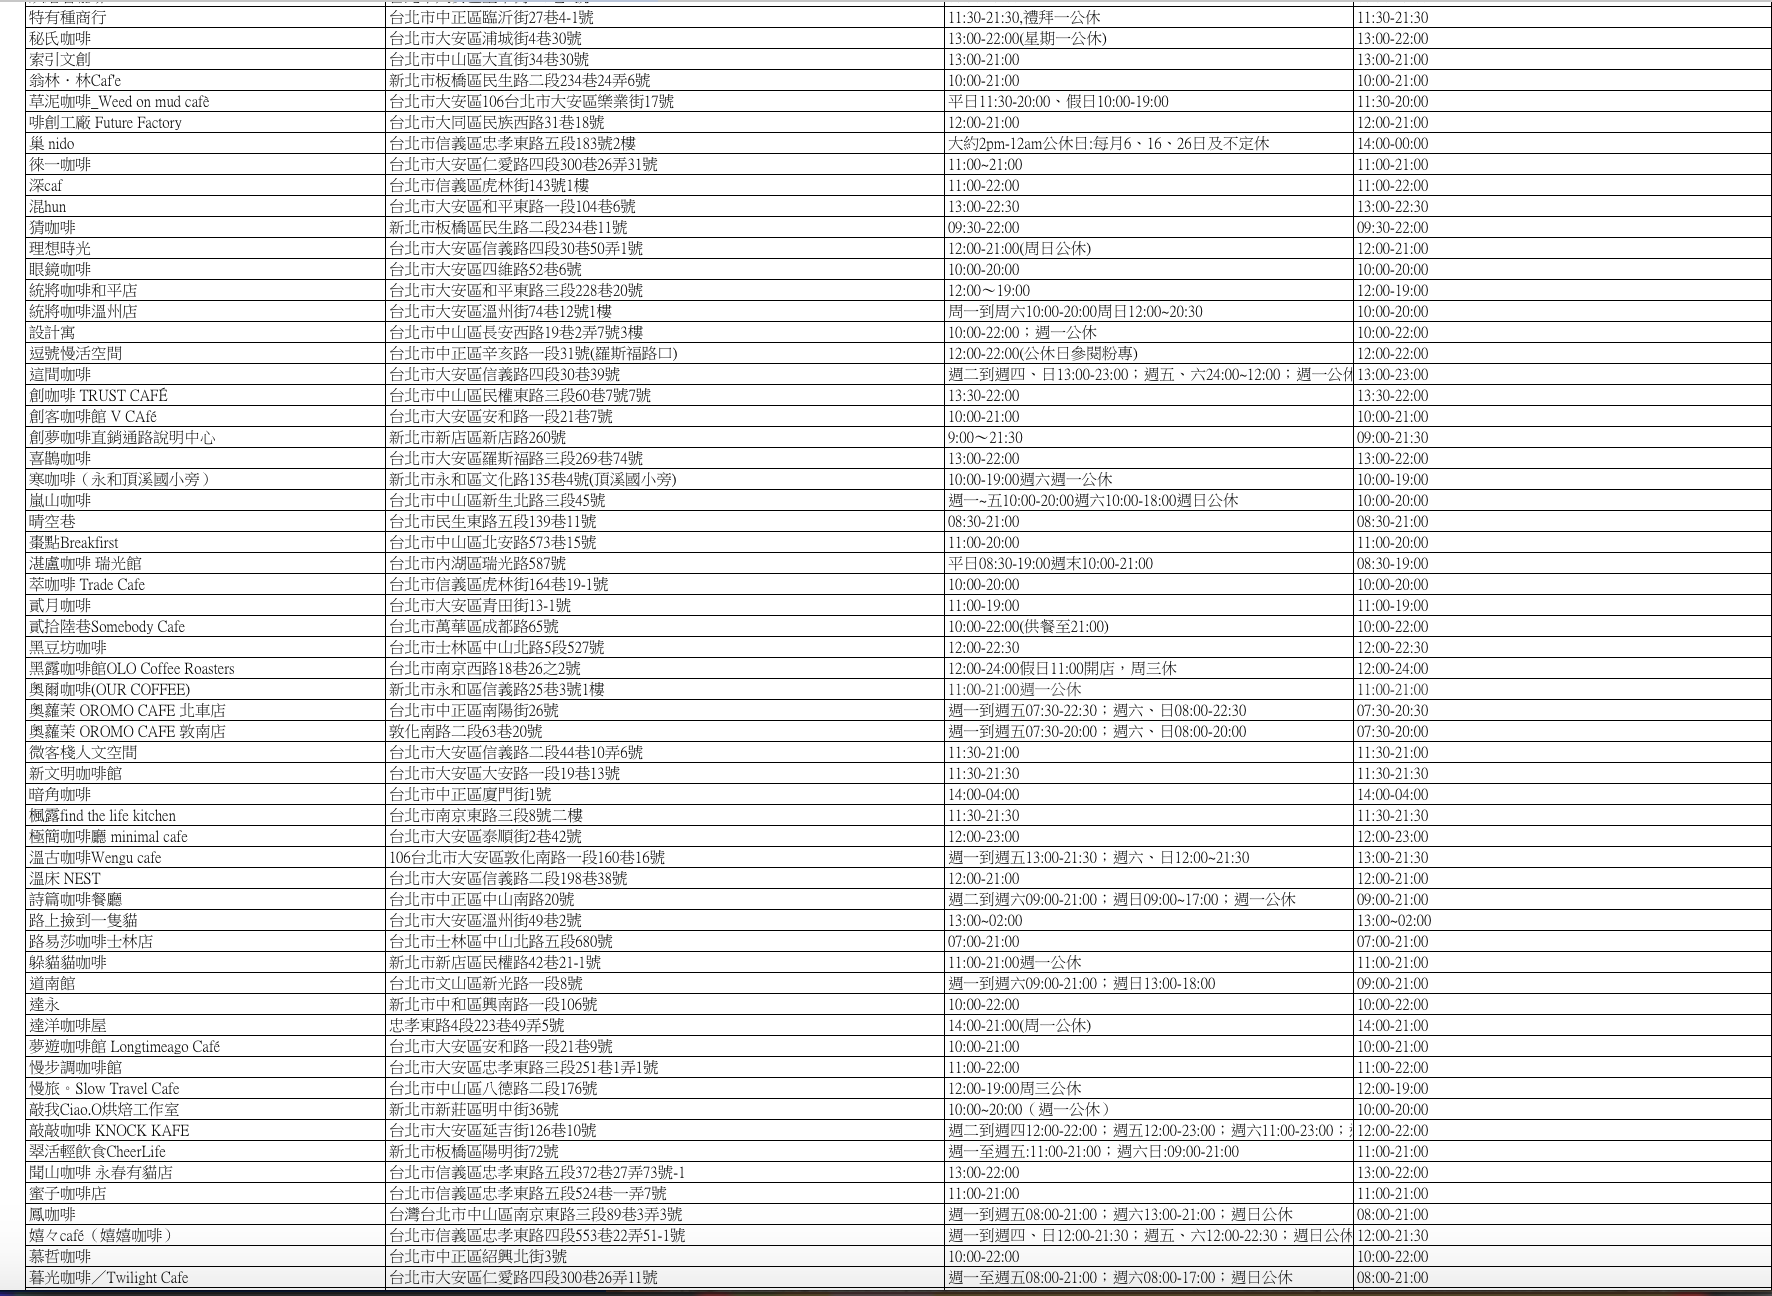 特有種商行 台北市中正區臨沂街27巷4-1號 11:30-21:30,禮拜一公休 11:30-21:30
秘氏咖啡 台北市大安區浦城街4巷30號 13:00-22:00(星期一公休) 13:00-22:00
索引文創 台北市中山區大直街34巷30號 13:00-21:00 13:00-21:00
翁林・林Caf'e 新北市板橋區民生路二段234巷24弄6號 10:00-21:00 10:00-21:00
草泥咖啡_Weed on mud cafè 台北市大安區106台北市大安區樂業街17號 平日11:30-20:00、假日10:00-19:00 11:30-20:00
啡創工廠 Future Factory 台北市大同區民族西路31巷18號 12:00-21:00 12:00-21:00
巢 nido 台北市信義區忠孝東路五段183號2樓 大約2pm-12am公休日:每月6、16、26日及不定休 14:00-00:00
徠一咖啡 台北市大安區仁愛路四段300巷26弄31號 11:00~21:00 11:00-21:00
深caf 台北市信義區虎林街143號1樓 11:00-22:00 11:00-22:00
混hun 台北市大安區和平東路一段104巷6號 13:00-22:30 13:00-22:30
猜咖啡 新北市板橋區民生路二段234巷11號 09:30-22:00 09:30-22:00
理想時光 台北市大安區信義路四段30巷50弄1號 12:00-21:00(周日公休) 12:00-21:00
眼鏡咖啡 台北市大安區四維路52巷6號 10:00-20:00 10:00-20:00
統將咖啡和平店 台北市大安區和平東路三段228巷20號 12:00～19:00 12:00-19:00
統將咖啡溫州店 台北市大安區溫州街74巷12號1樓 周一到周六10:00-20:00周日12:00~20:30 10:00-20:00
設計寓 台北市中山區長安西路19巷2弄7號3樓 10:00-22:00；週一公休 10:00-22:00
逗號慢活空間 台北市中正區辛亥路一段31號(羅斯福路口) 12:00-22:00(公休日參閱粉專) 12:00-22:00
這間咖啡 台北市大安區信義路四段30巷39號 週二到週四、日13:00-23:00；週五、六24:00~12:00；週一公休 13:00-23:00
創咖啡 TRUST CAFÉ 台北市中山區民權東路三段60巷7號7號 13:30-22:00 13:30-22:00
創客咖啡館 V CAfé 台北市大安區安和路一段21巷7號 10:00-21:00 10:00-21:00
創夢咖啡直銷通路說明中心 新北市新店區新店路260號 9:00～21:30 09:00-21:30
喜鵲咖啡 台北市大安區羅斯福路三段269巷74號 13:00-22:00 13:00-22:00
寒咖啡（永和頂溪國小旁） 新北市永和區文化路135巷4號(頂溪國小旁) 10:00-19:00週六週一公休 10:00-19:00
嵐山咖啡 台北市中山區新生北路三段45號 週一~五10:00-20:00週六10:00-18:00週日公休 10:00-20:00
晴空巷 台北市民生東路五段139巷11號 08:30-21:00 08:30-21:00
棗點Breakfirst 台北市中山區北安路573巷15號 11:00-20:00 11:00-20:00
湛盧咖啡 瑞光館 台北市內湖區瑞光路587號 平日08:30-19:00週末10:00-21:00 08:30-19:00
萃咖啡 Trade Cafe 台北市信義區虎林街164巷19-1號 10:00-20:00 10:00-20:00
貳月咖啡 台北市大安區青田街13-1號 11:00-19:00 11:00-19:00
貳拾陸巷Somebody Cafe 台北市萬華區成都路65號 10:00-22:00(供餐至21:00) 10:00-22:00
黑豆坊咖啡 台北市士林區中山北路5段527號 12:00-22:30 12:00-22:30
黑露咖啡館OLO Coffee Roasters 台北市南京西路18巷26之2號 12:00-24:00假日11:00開店，周三休 12:00-24:00
奧爾咖啡(OUR COFFEE) 新北市永和區信義路25巷3號1樓 11:00-21:00週一公休 11:00-21:00
奧蘿茉 OROMO CAFE 北車店 台北市中正區南陽街26號 週一到週五07:30-22:30；週六、日08:00-22:30 07:30-20:30
奧蘿茉 OROMO CAFE 敦南店 敦化南路二段63巷20號 週一到週五07:30-20:00；週六、日08:00-20:00 07:30-20:00
微客棧人文空間 台北市大安區信義路二段44巷10弄6號 11:30-21:00 11:30-21:00
新文明咖啡館 台北市大安區大安路一段19巷13號 11:30-21:30 11:30-21:30
暗角咖啡 台北市中正區廈門街1號 14:00-04:00 14:00-04:00
楓露find the life kitchen 台北市南京東路三段8號二樓 11:30-21:30 11:30-21:30
極簡咖啡廳 minimal cafe 台北市大安區泰順街2巷42號 12:00-23:00 12:00-23:00
溫古咖啡Wengu cafe 106台北市大安區敦化南路一段160巷16號 週一到週五13:00-21:30；週六、日12:00~21:30 13:00-21:30
溫床 NEST 台北市大安區信義路二段198巷38號 12:00-21:00 12:00-21:00
詩篇咖啡餐廳 台北市中正區中山南路20號 週二到週六09:00-21:00；週日09:00~17:00；週一公休 09:00-21:00
路上撿到一隻貓 台北市大安區溫州街49巷2號 13:00~02:00 13:00~02:00
路易莎咖啡士林店 台北市士林區中山北路五段680號 07:00-21:00 07:00-21:00
躲貓貓咖啡 新北市新店區民權路42巷21-1號 11:00-21:00週一公休 11:00-21:00
道南館 台北市文山區新光路一段8號 週一到週六09:00-21:00；週日13:00-18:00 09:00-21:00
達永 新北市中和區興南路一段106號 10:00-22:00 10:00-22:00
達洋咖啡屋 忠孝東路4段223巷49弄5號 14:00-21:00(周一公休) 14:00-21:00
夢遊咖啡館 Longtimeago Café 台北市大安區安和路一段21巷9號 10:00-21:00 10:00-21:00
慢步調咖啡館 台北市大安區忠孝東路三段251巷1弄1號 11:00-22:00 11:00-22:00
慢旅。Slow Travel Cafe 台北市中山區八德路二段176號 12:00-19:00周三公休 12:00-19:00
敲我Ciao.O烘焙工作室 新北市新莊區明中街36號 10:00~20:00（週一公休） 10:00-20:00
敲敲咖啡 KNOCK KAFE 台北市大安區延吉街126巷10號 週二到週四12:00-22:00；週五12:00-23:00；週六11:00-23:00； 12:00-22:00
翠活輕飲食CheerLife 新北市板橋區陽明街72號 週一至週五:11:00-21:00；週六日:09:00-21:00 11:00-21:00
聞山咖啡 永春有貓店 台北市信義區忠孝東路五段372巷27弄73號-1 13:00-22:00 13:00-22:00
蜜子咖啡店 台北市信義區忠孝東路五段524巷一弄7號 11:00-21:00 11:00-21:00
鳳咖啡 台灣台北市中山區南京東路三段89巷3弄3號 週一到週五08:00-21:00；週六13:00-21:00；週日公休 08:00-21:00
嬉々café（嬉嬉咖啡） 台北市信義區忠孝東路四段553巷22弄51-1號 週一到週四、日12:00-21:30；週五、六12:00-22:30；週日公休 12:00-21:30
慕哲咖啡 台北市中正區紹興北街3號 10:00-22:00 10:00-22:00
暮光咖啡／Twilight Cafe 台北市大安區仁愛路四段300巷26弄11號 週一至週五08:00-21:00；週六08:00-17:00；週日公休 08:00-21:00